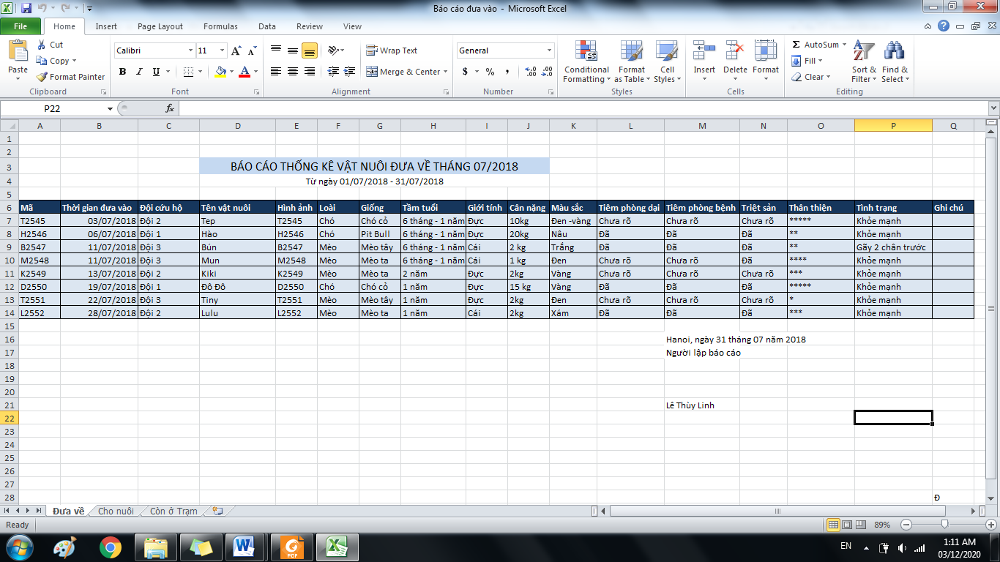 Báo cáo đưa vào - Microsoft Excel
File Home Insert Page Layout Formulas Data Review View
Paste
Cut
Copy
Format Painter
Clipboard
Calibri 11
B I U
Font
Wrap Text
Merge & Center
Alignment
General
$ % ,
Number
Conditional Formatting
Format as Table
Cell Styles
Styles
Insert Delete Format
Cells
Σ AutoSum
Fill
Clear
Sort & Filter
Find & Select
Editing
P22 fx
A B C D E F G H I J K L M N O P Q
1
2
3 BÁO CÁO THỐNG KÊ VẬT NUÔI ĐƯA VỀ THÁNG 07/2018
4 Từ ngày 01/07/2018 - 31/07/2018
5
6 Mã Thời gian đưa vào Đội cứu hộ Tên vật nuôi Hình ảnh Loài Giống Tầm tuổi Giới tính Cân nặng Màu sắc Tiêm phòng dại Tiêm phòng bệnh Triệt sản Thân thiện Tình trạng Ghi chú
7 T2545 03/07/2018 Đội 2 Tep T2545 Chó Chó cỏ 6 tháng - 1 năm Đực 10kg Đen -vàng Chưa rõ Chưa rõ Chưa rõ ***** Khỏe mạnh
8 H2546 06/07/2018 Đội 1 Hào H2546 Chó Pit Bull 6 tháng - 1 năm Đực 20kg Nâu Đã Đã Đã ** Khỏe mạnh
9 B2547 11/07/2018 Đội 3 Bún B2547 Mèo Mèo tây 6 tháng - 1 năm Cái 2 kg Trắng Đã Đã Đã ** Gãy 2 chân trước
10 M2548 11/07/2018 Đội 3 Mun M2548 Mèo Mèo ta 6 tháng - 1 năm Cái 1 kg Đen Chưa rõ Chưa rõ Đã **** Khỏe mạnh
11 K2549 13/07/2018 Đội 2 Kiki K2549 Mèo Mèo ta 2 năm Đực 2kg Vàng Chưa rõ Chưa rõ Chưa rõ *** Khỏe mạnh
12 D2550 19/07/2018 Đội 1 Đô Đô D2550 Chó Chó cỏ 1 năm Đực 15 kg Vàng Đã Đã Đã ***** Khỏe mạnh
13 T2551 22/07/2018 Đội 3 Tiny T2551 Mèo Mèo tây 1 năm Đực 2kg Đen Chưa rõ Chưa rõ Chưa rõ * Khỏe mạnh
14 L2552 28/07/2018 Đội 2 Lulu L2552 Mèo Mèo ta 1 năm Cái 2kg Xám Đã Đã Đã *** Khỏe mạnh
15
16 Hanoi, ngày 31 tháng 07 năm 2018
17 Người lập báo cáo
18
19
20
21 Lê Thùy Linh
22
23
24
25
26
27
28 Đ
Đưa về Cho nuôi Còn ở Trạm
Ready 89%
EN 1:11 AM
03/12/2020